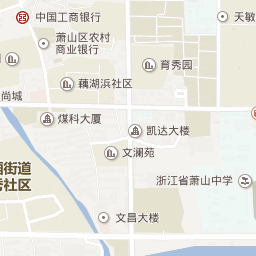 中国工商银行
天敏
萧山区农村
商业银行
育秀园
藕湖浜社区
尚城
煤科大厦
凯达大楼
文澜苑
街道
社区
浙江省萧山中学
文昌大楼